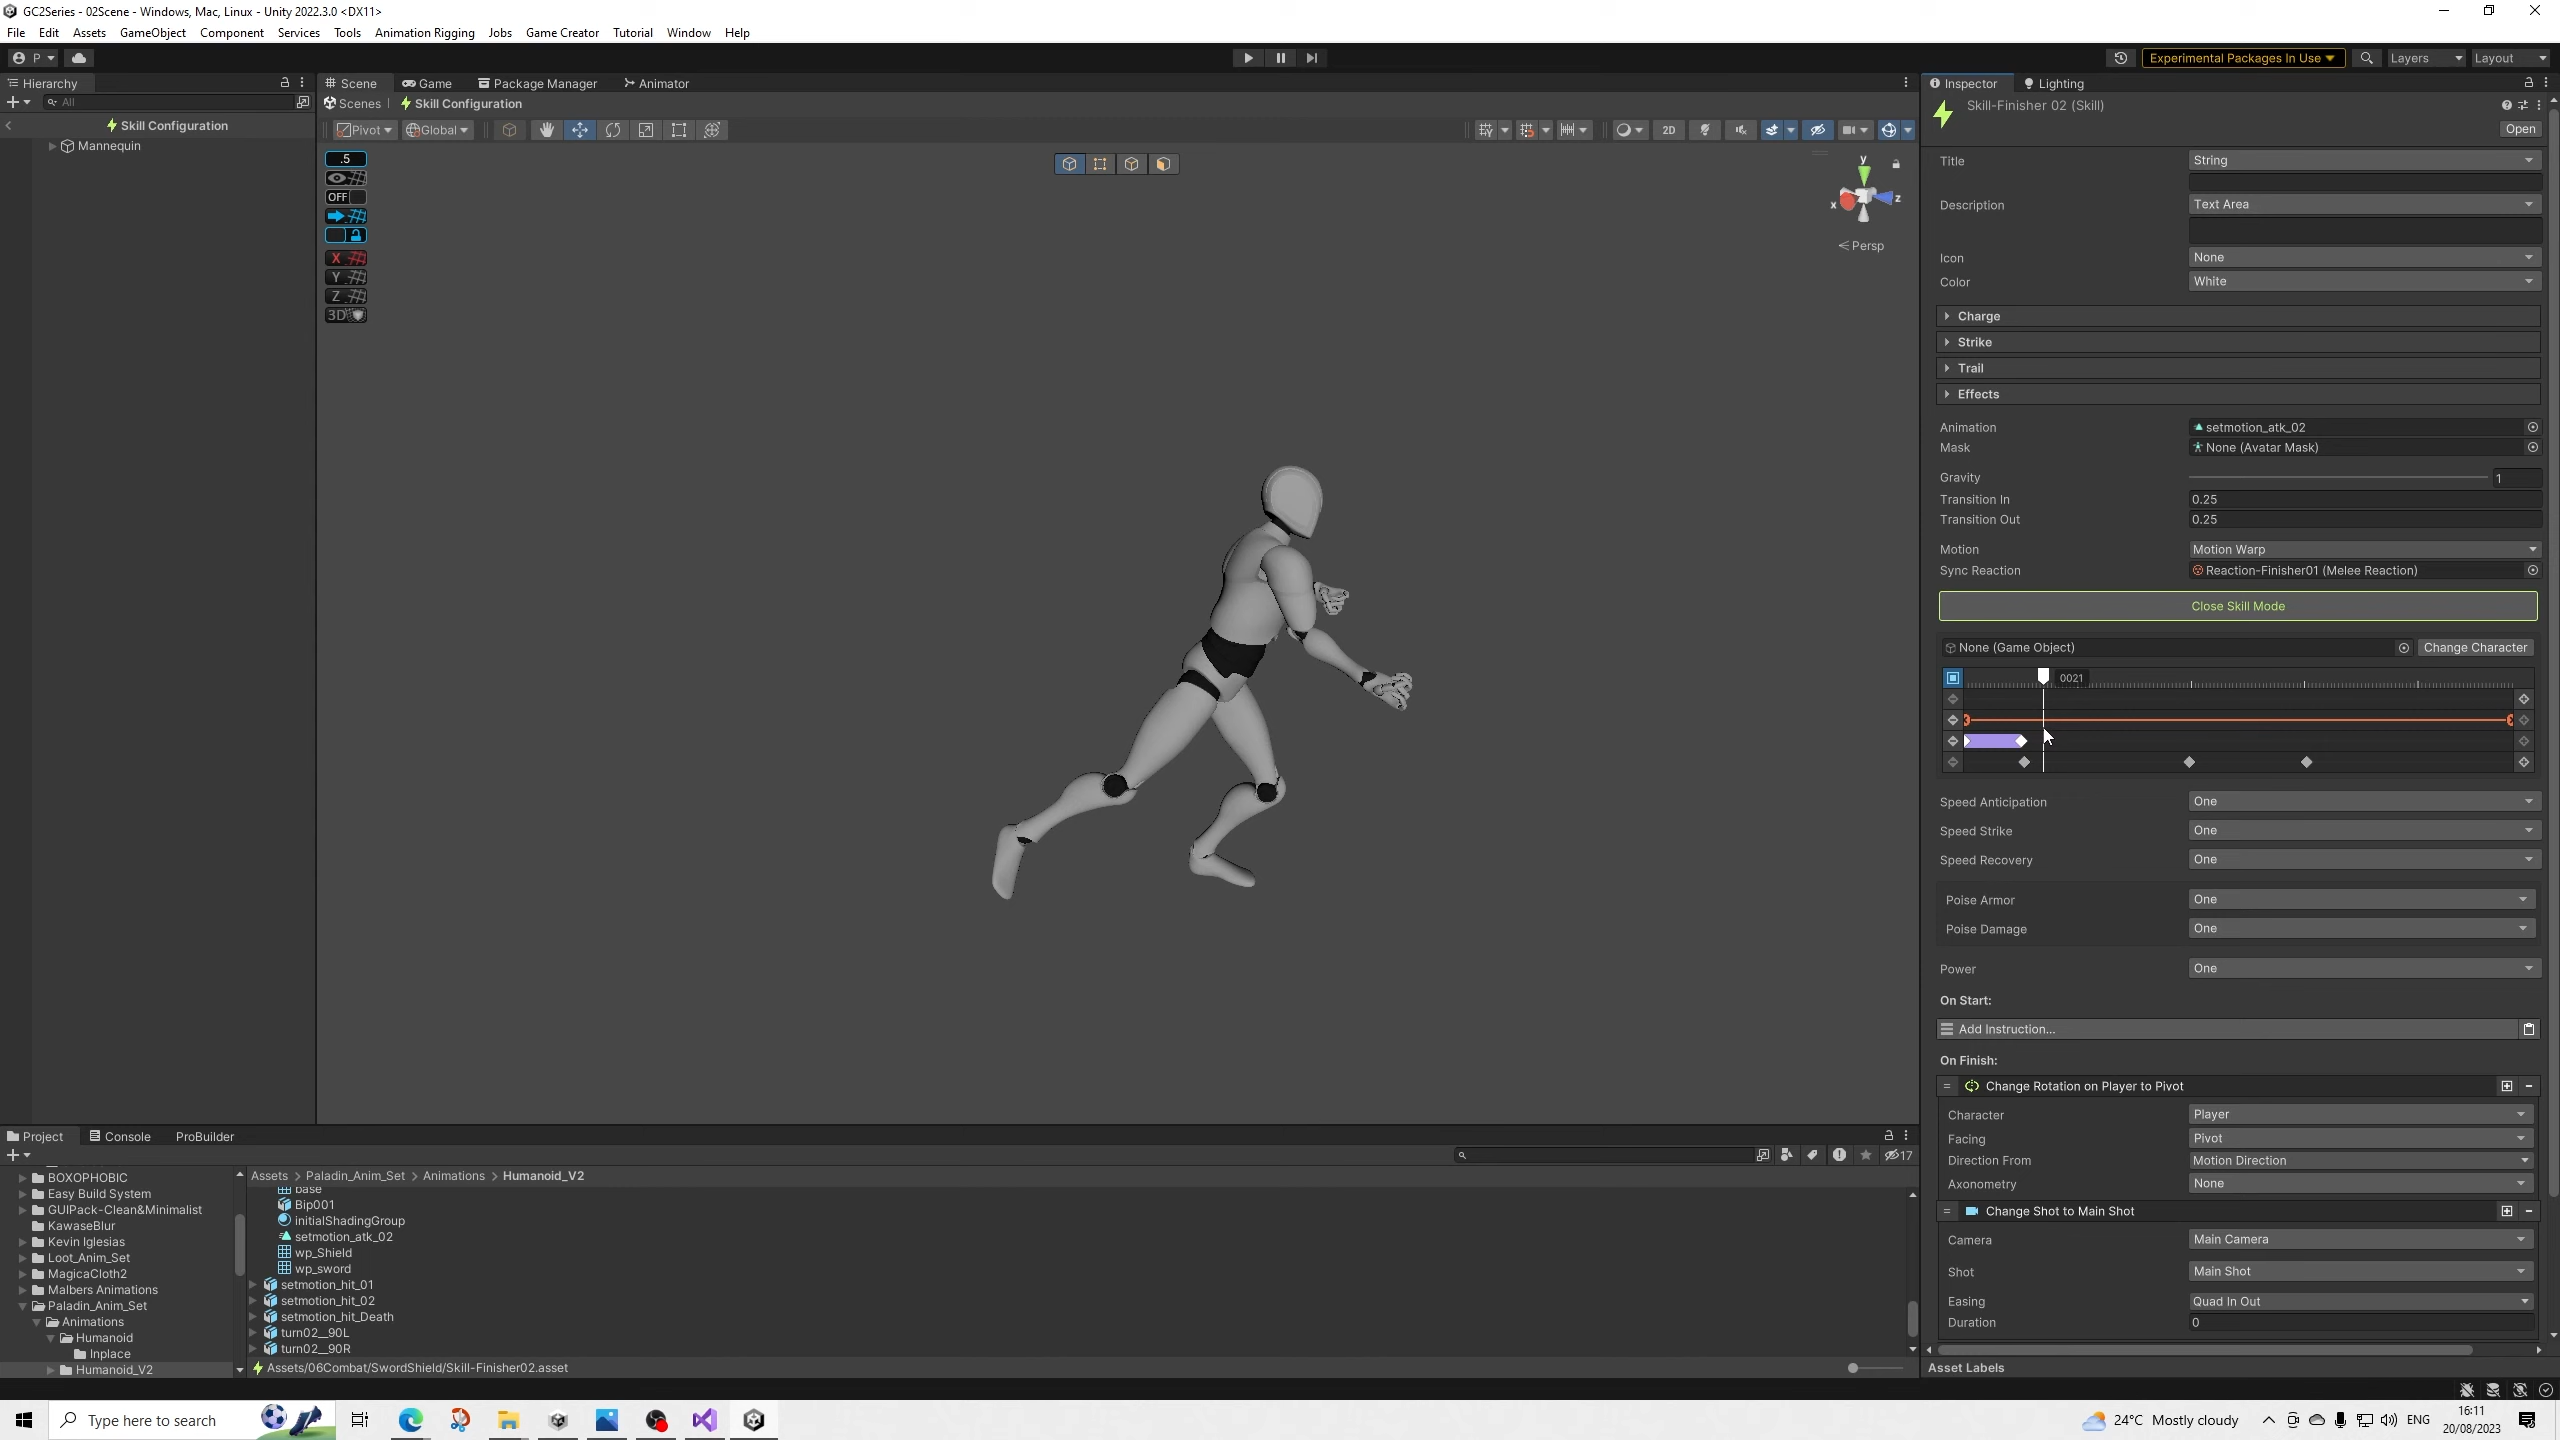 GC2Series - 02Scene - Windows, Mac, Linux - Unity 2022.3.0 <DX11>
File Edit Assets GameObject Component Services Tools Animation Rigging Jobs Game Creator Tutorial Window Help
P Experimental Packages In Use Layers Layout
Hierarchy Scene Game Package Manager Animator Inspector Lighting
All Scenes Skill Configuration Skill-Finisher 02 (Skill)
Skill Configuration Pivot Global 2D Open
Mannequin
.5
OFF
X
Y
Z
3D
y
x z
Persp
Title String
Description Text Area
Icon None
Color White
Charge
Strike
Trail
Effects
Animation setmotion_atk_02
Mask None (Avatar Mask)
Gravity 1
Transition In 0.25
Transition Out 0.25
Motion Motion Warp
Sync Reaction Reaction-Finisher01 (Melee Reaction)
Close Skill Mode
None (Game Object) Change Character
0021
Speed Anticipation One
Speed Strike One
Speed Recovery One
Poise Armor One
Poise Damage One
Power One
On Start:
Add Instruction...
On Finish:
Change Rotation on Player to Pivot
Character Player
Facing Pivot
Direction From Motion Direction
Axonometry None
Change Shot to Main Shot
Camera Main Camera
Shot Main Shot
Easing Quad In Out
Duration 0
Asset Labels
Project Console ProBuilder
17
BOXOPHOBIC
Easy Build System
GUIPack-Clean&Minimalist
KawaseBlur
Kevin Iglesias
Loot_Anim_Set
MagicaCloth2
Malbers Animations
Paladin_Anim_Set
Animations
Humanoid
Inplace
Humanoid_V2
Assets > Paladin_Anim_Set > Animations > Humanoid_V2
base
Bip001
initialShadingGroup
setmotion_atk_02
wp_Shield
wp_sword
setmotion_hit_01
setmotion_hit_02
setmotion_hit_Death
turn02__90L
turn02__90R
Assets/06Combat/SwordShield/Skill-Finisher02.asset
Type here to search 24°C Mostly cloudy ENG 16:11
20/08/2023